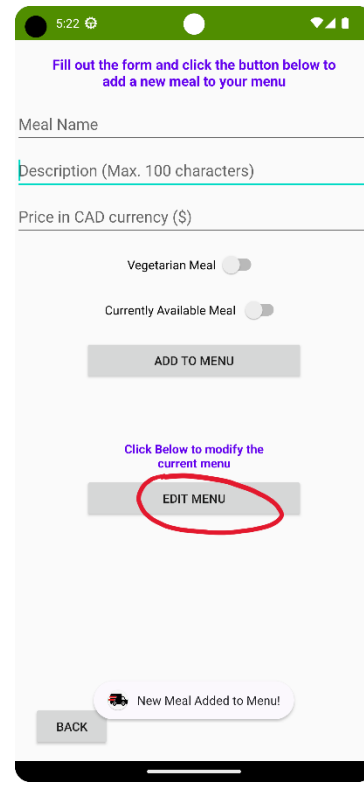 5:22
Fill out the form and click the button below to
add a new meal to your menu
Meal Name
Description (Max. 100 characters)
Price in CAD currency ($)
Vegetarian Meal
Currently Available Meal
ADD TO MENU
Click Below to modify the
current menu
EDIT MENU
New Meal Added to Menu!
BACK